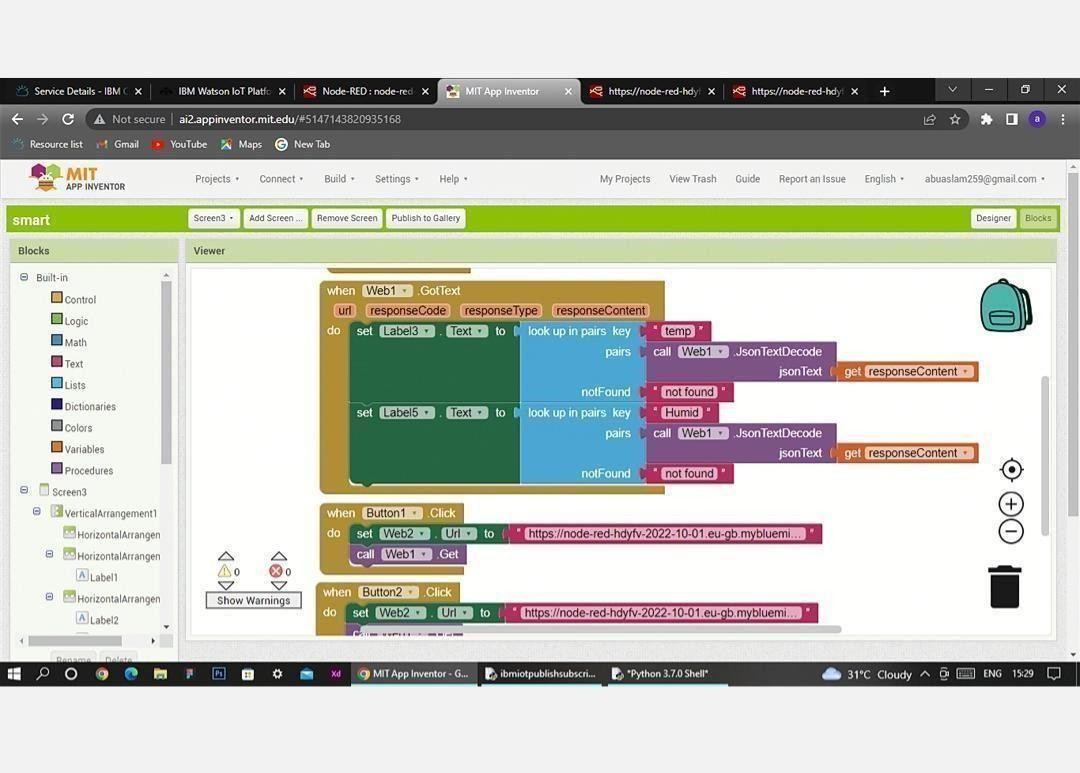 Service Details - IBM C
IBM Watson IoT Platfo
Node-RED : node-red
MIT App Inventor
https://node-red-hdyf
https://node-red-hdyf
Not secure | ai2.appinventor.mit.edu/#5147143820935168
a
Resource list
Gmail
YouTube
Maps
New Tab
MIT
APP INVENTOR
Projects
Connect
Build
Settings
Help
My Projects
View Trash
Guide
Report an Issue
English
abuaslam259@gmail.com
smart
Screen3
Add Screen ...
Remove Screen
Publish to Gallery
Designer
Blocks
Blocks
Viewer
Built-in
Control
Logic
Math
Text
Lists
Dictionaries
Colors
Variables
Procedures
Screen3
VerticalArrangement1
HorizontalArrangen
HorizontalArrangen
A Label1
HorizontalArrangen
A Label2
Rename Delete
when Web1 .GotText
url responseCode responseType responseContent
do set Label3 . Text to look up in pairs key " temp "
pairs call Web1 .JsonTextDecode
jsonText get responseContent
notFound " not found "
set Label5 . Text to look up in pairs key " Humid "
pairs call Web1 .JsonTextDecode
jsonText get responseContent
notFound " not found "
when Button1 .Click
do set Web2 . Url to " https://node-red-hdyfv-2022-10-01.eu-gb.mybluemi... "
call Web1 .Get
when Button2 .Click
do set Web2 . Url to " https://node-red-hdyfv-2022-10-01.eu-gb.mybluemi... "
0 0
Show Warnings
Ps
Xd
MIT App Inventor - G...
ibmiotpublishsubscri...
*Python 3.7.0 Shell*
31°C Cloudy
ENG
15:29